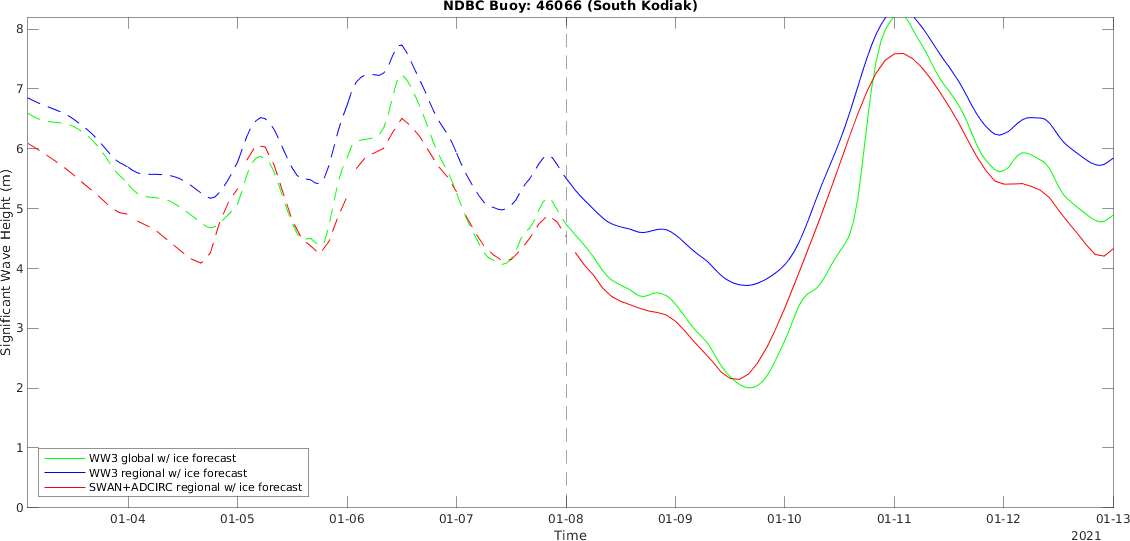 NDBC Buoy: 46066 (South Kodiak)
8
7
6
5
4
3
2
1
0
Significant Wave Height (m)
WW3 global w/ ice forecast
WW3 regional w/ ice forecast
SWAN+ADCIRC regional w/ ice forecast
01-04 01-05 01-06 01-07 01-08 01-09 01-10 01-11 01-12 01-13
Time
2021